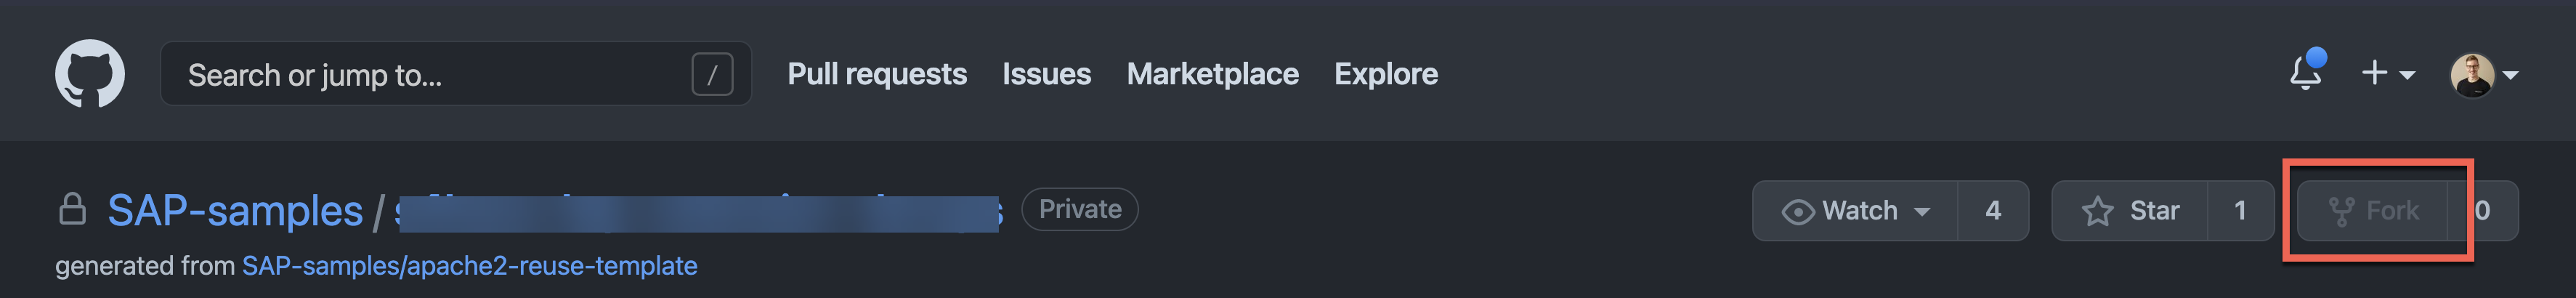 Search or jump to... /
Pull requests Issues Marketplace Explore
SAP-samples / Private
Watch 4 Star 1 Fork 0
generated from SAP-samples/apache2-reuse-template